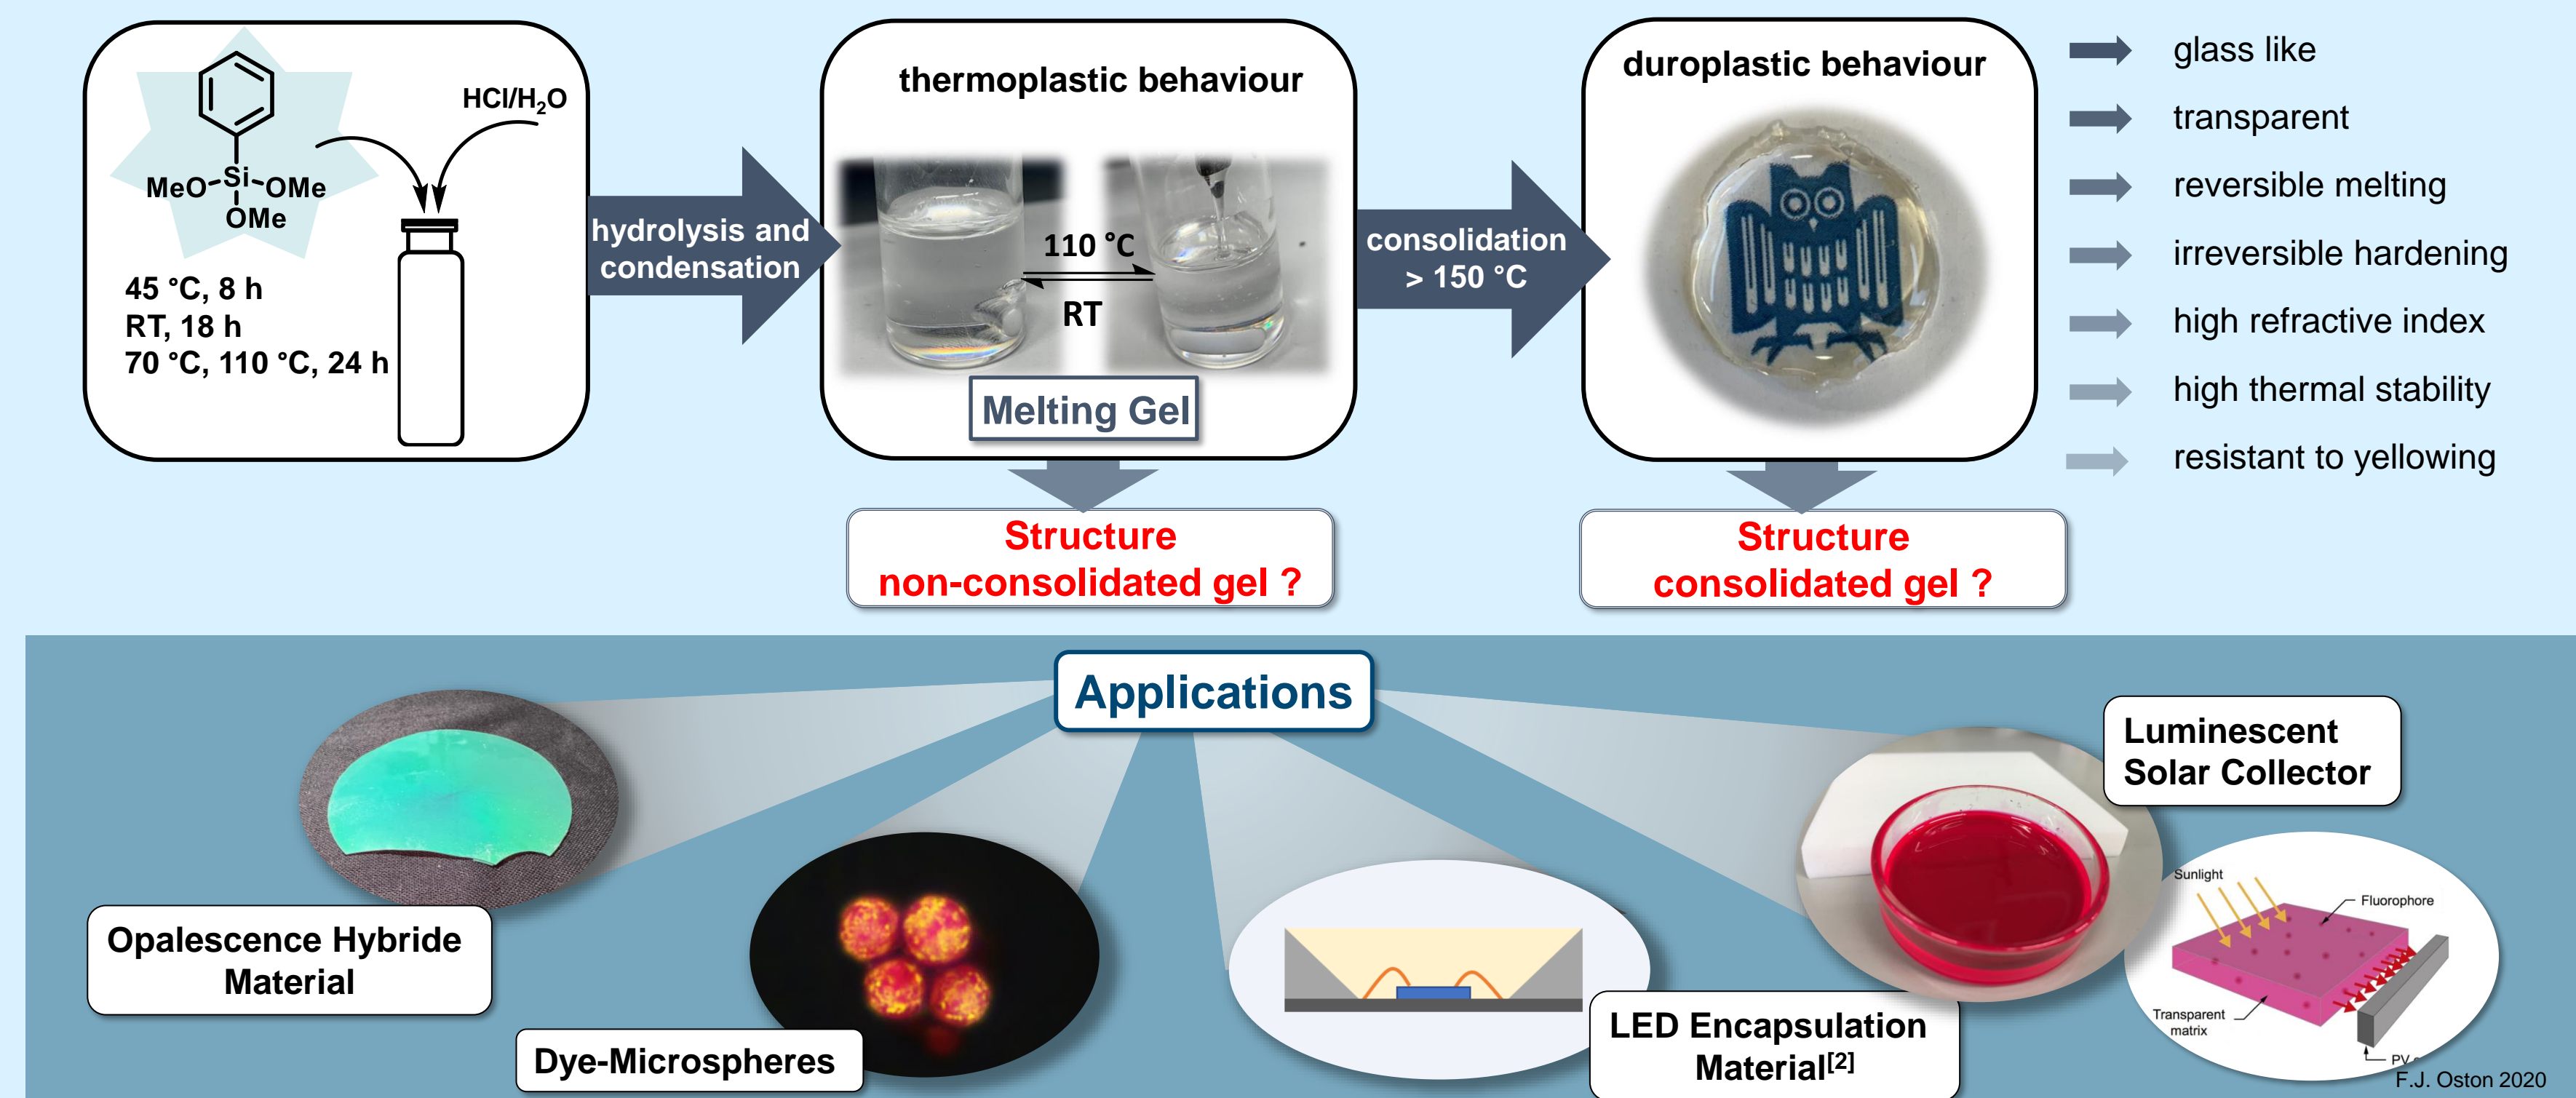 HCl/H₂O
MeO
Si
OMe
OMe
45 °C, 8 h
RT, 18 h
70 °C, 110 °C, 24 h
hydrolysis and
condensation
thermoplastic behaviour
110 °C
RT
Melting Gel
consolidation
> 150 °C
duroplastic behaviour
glass like
transparent
reversible melting
irreversible hardening
high refractive index
high thermal stability
resistant to yellowing
Structure
non-consolidated gel ?
Structure
consolidated gel ?
Applications
Opalescence Hybride
Material
Dye-Microspheres
LED Encapsulation
Material[2]
Luminescent
Solar Collector
Sunlight
Fluorophore
Transparent
matrix
PV
F.J. Oston 2020